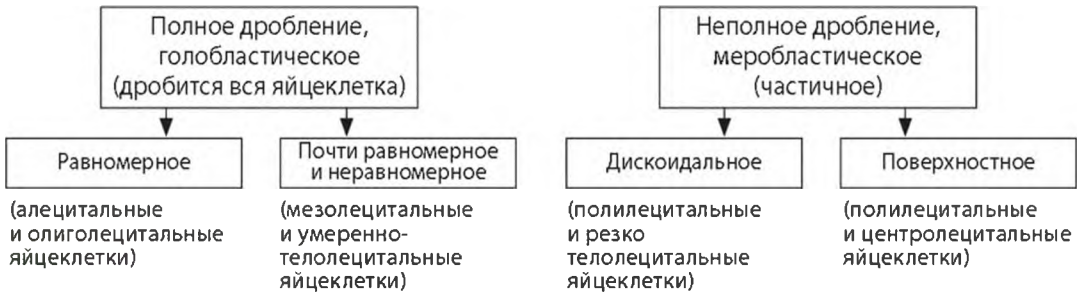 Полное дробление,
голобластическое
(дробится вся яйцеклетка)
Равномерное
(алецитальные
и олиголецитальные
яйцеклетки)
Почти равномерное
и неравномерное
(мезолецитальные
и умеренно-
телолецитальные
яйцеклетки)
Неполное дробление,
меробластическое
(частичное)
Дискоидальное
(полилецитальные
и резко
телолецитальные
яйцеклетки)
Поверхностное
(полилецитальные
и центролецитальные
яйцеклетки)